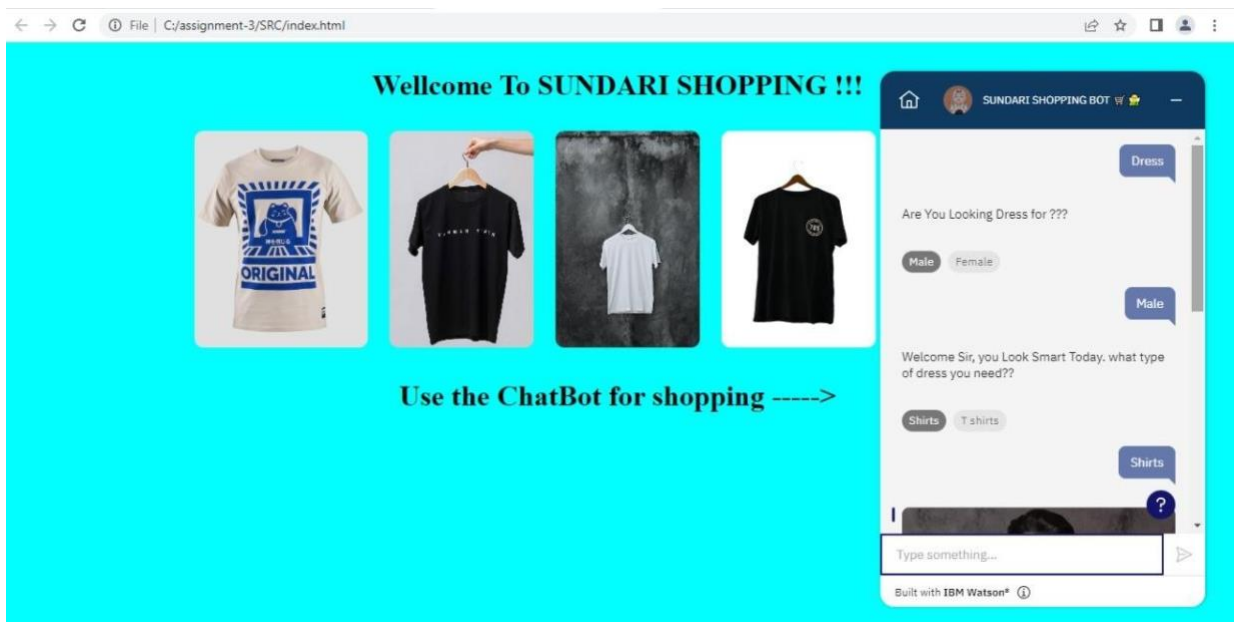 File | C:/assignment-3/SRC/index.html
Wellcome To SUNDARI SHOPPING !!!
ORIGINAL
Use the ChatBot for shopping ----->
SUNDARI SHOPPING BOT
Dress
Are You Looking Dress for ???
Male Female
Male
Welcome Sir, you Look Smart Today. what type
of dress you need??
Shirts T shirts
Shirts
?
Type something...
Built with IBM Watson®